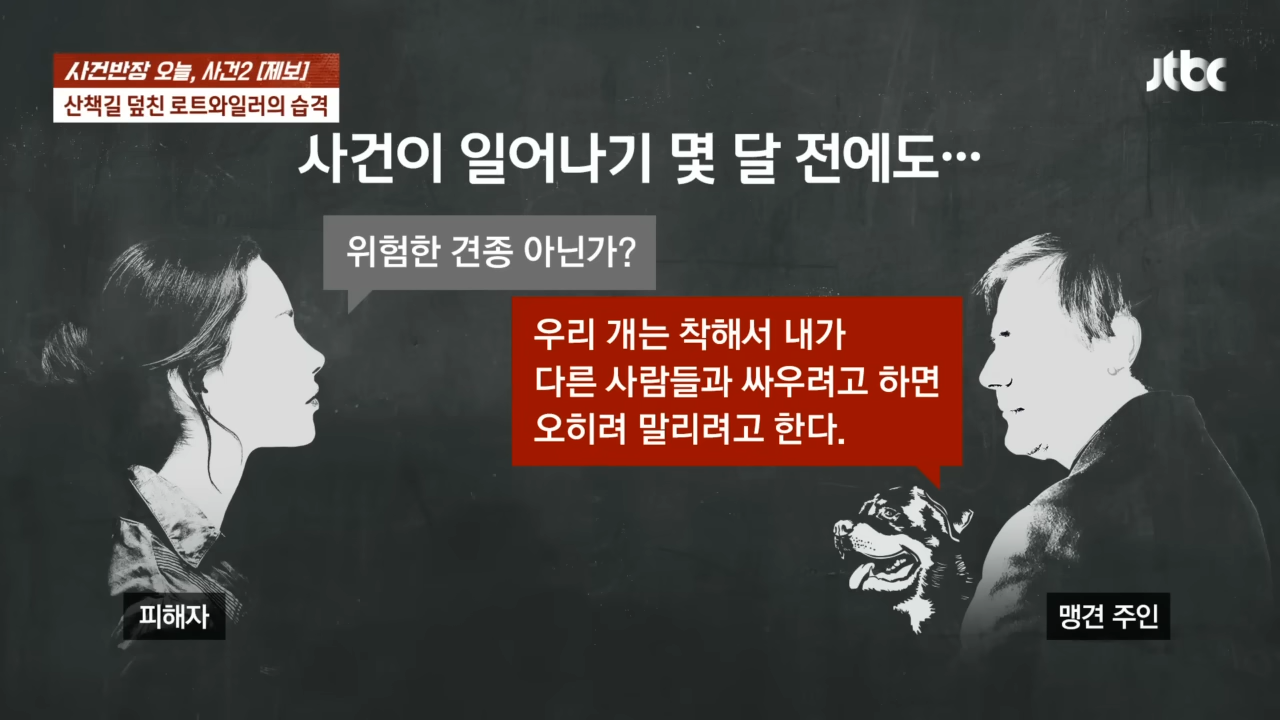 사건반장 오늘, 사건2 [제보]
산책길 덮친 로트와일러의 습격
jtbc
사건이 일어나기 몇 달 전에도…
위험한 견종 아닌가?
우리 개는 착해서 내가
다른 사람들과 싸우려고 하면
오히려 말리려고 한다.
피해자
맹견 주인